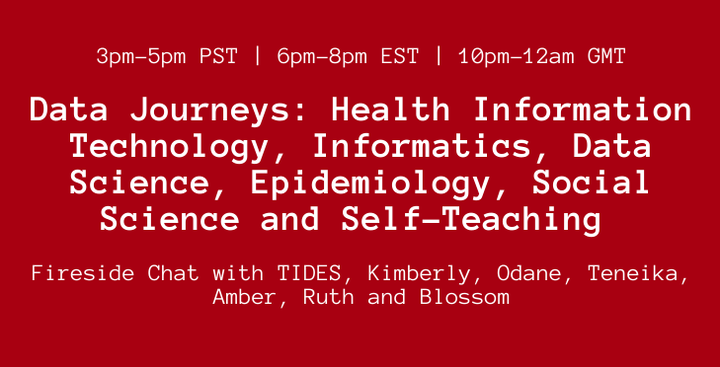 3pm-5pm PST | 6pm-8pm EST | 10pm-12am GMT
Data Journeys: Health Information
Technology, Informatics, Data
Science, Epidemiology, Social
Science and Self-Teaching
Fireside Chat with TIDES, Kimberly, Odane, Teneika,
Amber, Ruth and Blossom